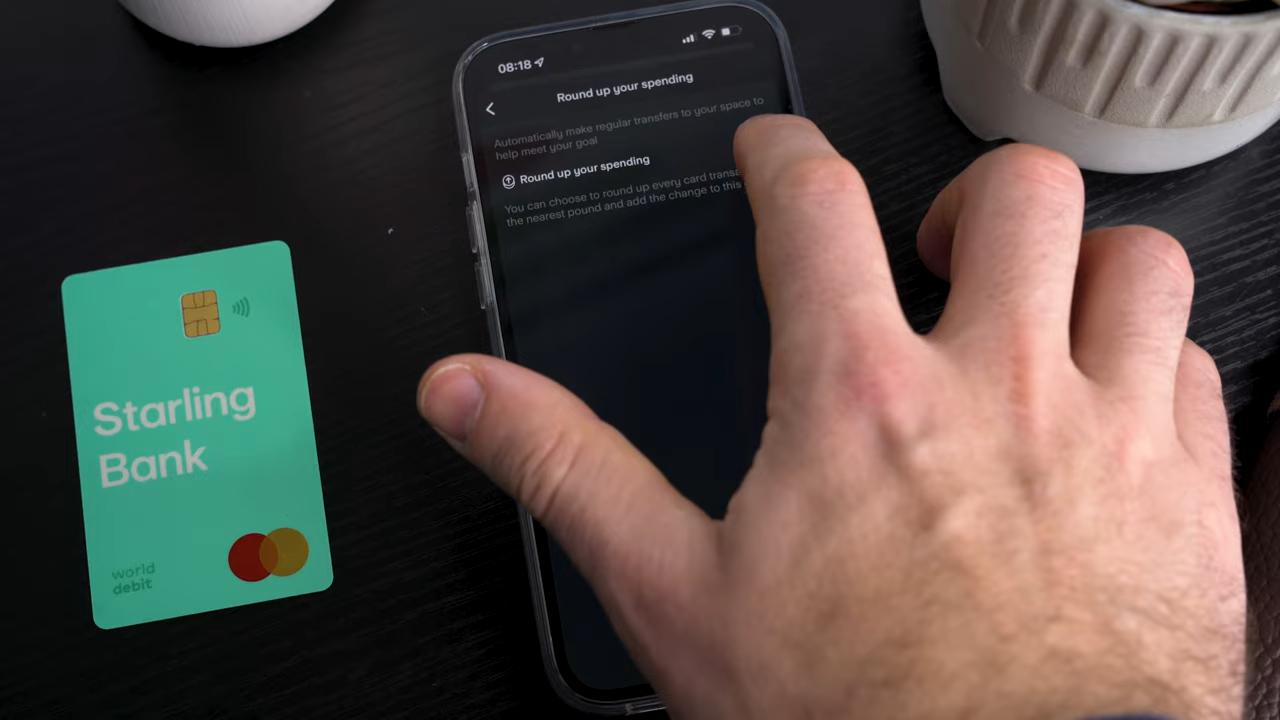 08:18
Round up your spending
Automatically make regular transfers to your space to
help meet your goal
Round up your spending
You can choose to round up every card
the nearest pound and add the change to this
Starling
Bank
world
debit